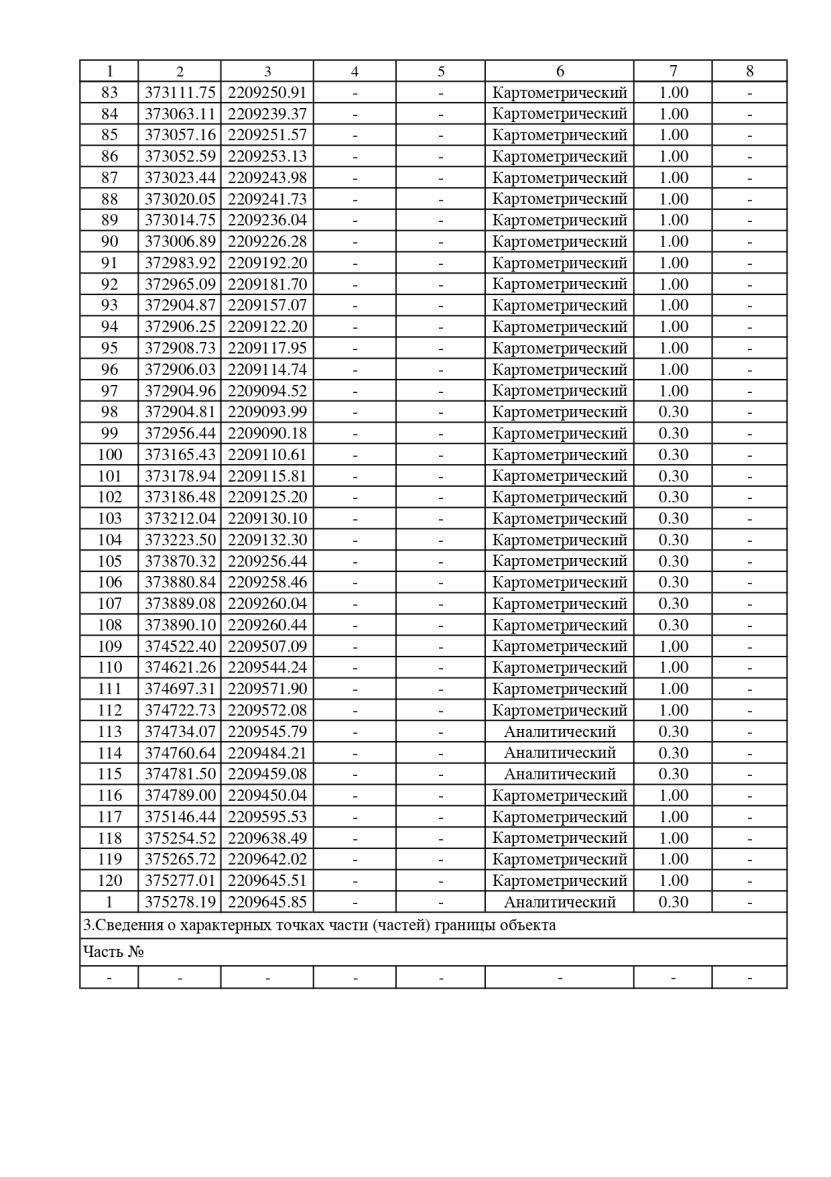 1 2 3 4 5 6 7 8
83 373111.75 2209250.91 - - Картометрический 1.00 -
84 373063.11 2209239.37 - - Картометрический 1.00 -
85 373057.16 2209251.57 - - Картометрический 1.00 -
86 373052.59 2209253.13 - - Картометрический 1.00 -
87 373023.44 2209243.98 - - Картометрический 1.00 -
88 373020.05 2209241.73 - - Картометрический 1.00 -
89 373014.75 2209236.04 - - Картометрический 1.00 -
90 373006.89 2209226.28 - - Картометрический 1.00 -
91 372983.92 2209192.20 - - Картометрический 1.00 -
92 372965.09 2209181.70 - - Картометрический 1.00 -
93 372904.87 2209157.07 - - Картометрический 1.00 -
94 372906.25 2209122.20 - - Картометрический 1.00 -
95 372908.73 2209117.95 - - Картометрический 1.00 -
96 372906.03 2209114.74 - - Картометрический 1.00 -
97 372904.96 2209094.52 - - Картометрический 1.00 -
98 372904.81 2209093.99 - - Картометрический 0.30 -
99 372956.44 2209090.18 - - Картометрический 0.30 -
100 373165.43 2209110.61 - - Картометрический 0.30 -
101 373178.94 2209115.81 - - Картометрический 0.30 -
102 373186.48 2209125.20 - - Картометрический 0.30 -
103 373212.04 2209130.10 - - Картометрический 0.30 -
104 373223.50 2209132.30 - - Картометрический 0.30 -
105 373870.32 2209256.44 - - Картометрический 0.30 -
106 373880.84 2209258.46 - - Картометрический 0.30 -
107 373889.08 2209260.04 - - Картометрический 0.30 -
108 373890.10 2209260.44 - - Картометрический 0.30 -
109 374522.40 2209507.09 - - Картометрический 1.00 -
110 374621.26 2209544.24 - - Картометрический 1.00 -
111 374697.31 2209571.90 - - Картометрический 1.00 -
112 374722.73 2209572.08 - - Картометрический 1.00 -
113 374734.07 2209545.79 - - Аналитический 0.30 -
114 374760.64 2209484.21 - - Аналитический 0.30 -
115 374781.50 2209459.08 - - Аналитический 0.30 -
116 374789.00 2209450.04 - - Картометрический 1.00 -
117 375146.44 2209595.53 - - Картометрический 1.00 -
118 375254.52 2209638.49 - - Картометрический 1.00 -
119 375265.72 2209642.02 - - Картометрический 1.00 -
120 375277.01 2209645.51 - - Картометрический 1.00 -
1 375278.19 2209645.85 - - Аналитический 0.30 -
3.Сведения о характерных точках части (частей) границы объекта
Часть №
- - - - - - - -